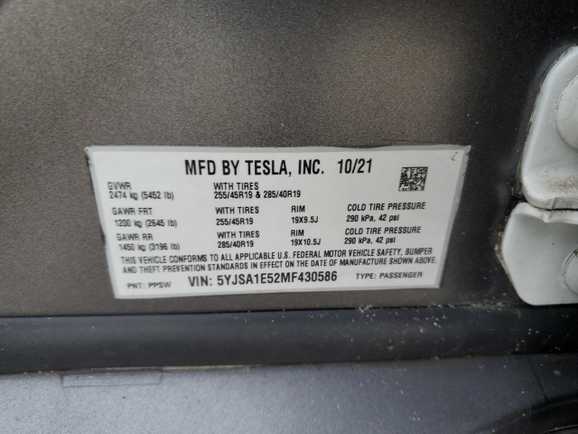 MFD BY TESLA, INC. 10/21
GVWR WITH TIRES
2474 kg (5452 lb) 255/45R19 & 285/40R19
GAWR FRT WITH TIRES RIM COLD TIRE PRESSURE
1200 kg (2645 lb) 255/45R19 19X9.5J 290 kPa, 42 psi
GAWR RR WITH TIRES RIM COLD TIRE PRESSURE
1450 kg (3196 lb) 285/40R19 19X10.5J 290 kPa, 42 psi
THIS VEHICLE CONFORMS TO ALL APPLICABLE U.S. FEDERAL MOTOR VEHICLE SAFETY, BUMPER
AND THEFT PREVENTION STANDARDS IN EFFECT ON THE DATE OF MANUFACTURE SHOWN ABOVE.
PNT: PPSW VIN: 5YJSA1E52MF430586 TYPE: PASSENGER